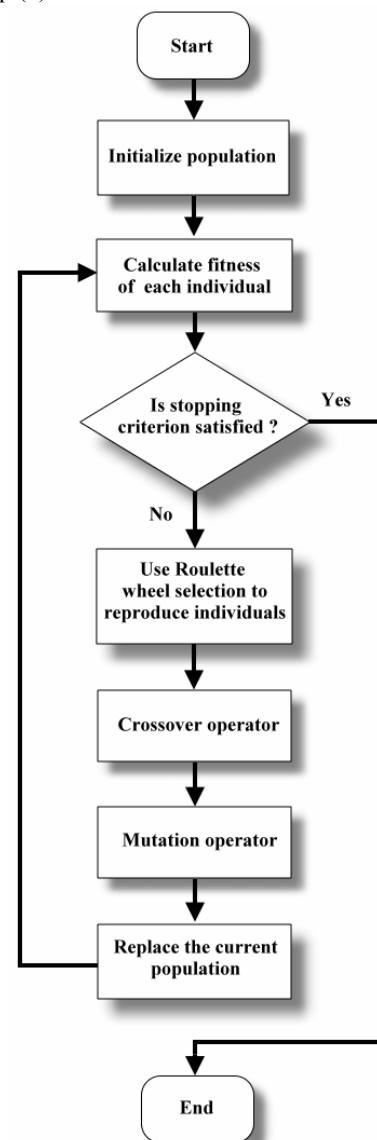 Start
Initialize population
Calculate fitness
of each individual
Is stopping
criterion satisfied ?
Yes
No
Use Roulette
wheel selection to
reproduce individuals
Crossover operator
Mutation operator
Replace the current
population
End